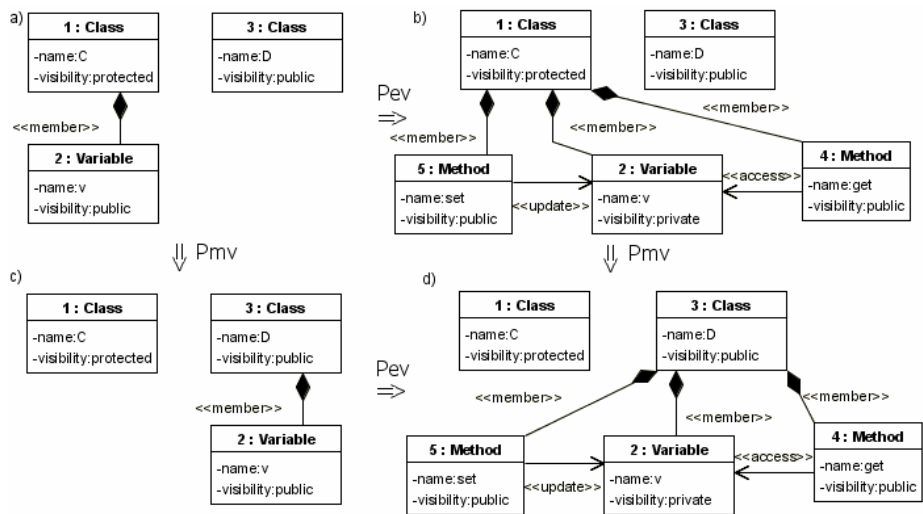 a)
1 : Class
-name:C
-visibility:protected
<<member>>
2 : Variable
-name:v
-visibility:public
3 : Class
-name:D
-visibility:public
Pev
⇒
b)
1 : Class
-name:C
-visibility:protected
3 : Class
-name:D
-visibility:public
<<member>>
<<member>>
<<member>>
5 : Method
-name:set
-visibility:public
<<update>>
2 : Variable
-name:v
-visibility:private
<<access>>
4 : Method
-name:get
-visibility:public
⇓ Pmv
⇓ Pmv
c)
1 : Class
-name:C
-visibility:protected
3 : Class
-name:D
-visibility:public
<<member>>
2 : Variable
-name:v
-visibility:public
Pev
⇒
d)
1 : Class
-name:C
-visibility:protected
3 : Class
-name:D
-visibility:public
<<member>>
<<member>>
<<member>>
5 : Method
-name:set
-visibility:public
<<update>>
2 : Variable
-name:v
-visibility:private
<<access>>
4 : Method
-name:get
-visibility:public